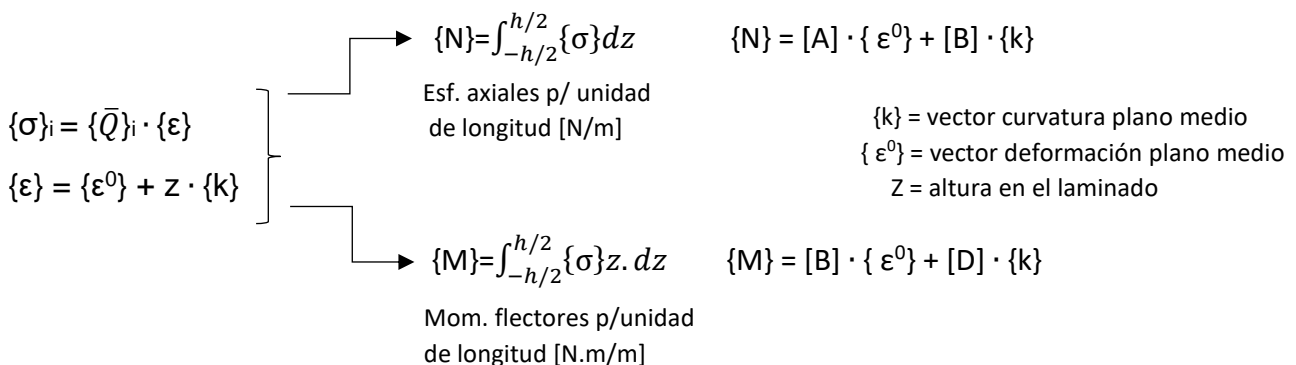 {N}=∫_{-h/2}^{h/2}{σ}dz {N} = [A] · { ε⁰} + [B] · {k}
Esf. axiales p/ unidad
de longitud [N/m]
{σ}i = {Q̅}i · {ε}
{ε} = {ε⁰} + z · {k}
{k} = vector curvatura plano medio
{ ε⁰} = vector deformación plano medio
Z = altura en el laminado
{M}=∫_{-h/2}^{h/2}{σ}z. dz {M} = [B] · { ε⁰} + [D] · {k}
Mom. flectores p/unidad
de longitud [N.m/m]